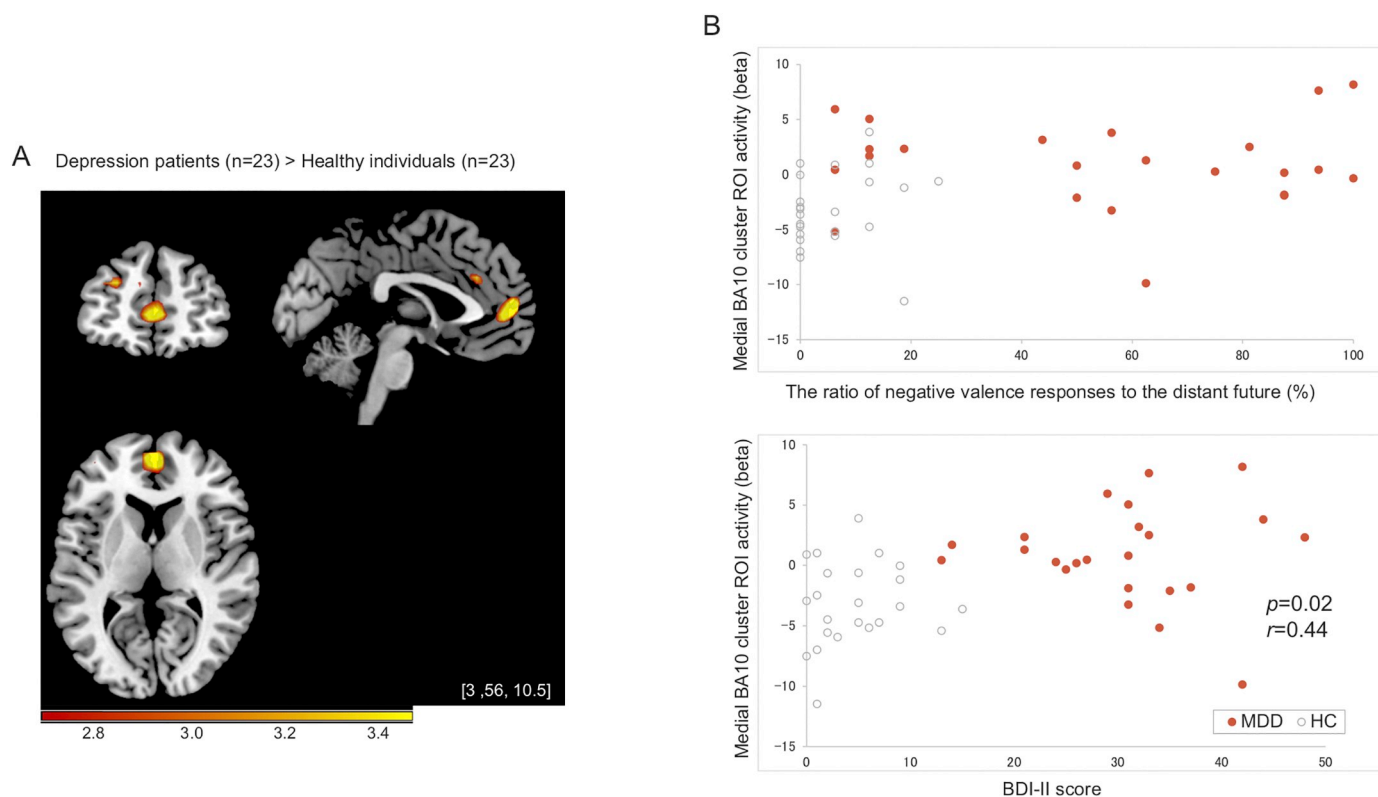 A
Depression patients (n=23) > Healthy individuals (n=23)
[3 ,56, 10.5]
2.8 3.0 3.2 3.4
B
Medial BA10 cluster ROI activity (beta)
10
5
0
−5
−10
−15
0 20 40 60 80 100
The ratio of negative valence responses to the distant future (%)
Medial BA10 cluster ROI activity (beta)
10
5
0
−5
−10
−15
p=0.02
r=0.44
MDD HC
0 10 20 30 40 50
BDI-II score